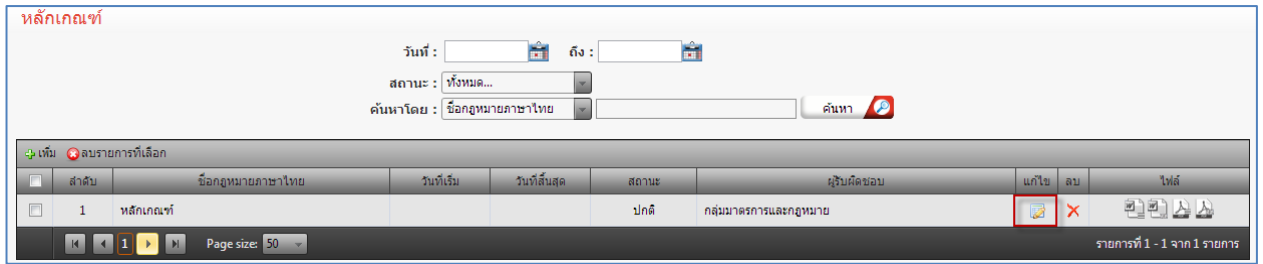 หลักเกณฑ์
วันที่ : ถึง :
สถานะ : ทั้งหมด...
ค้นหาโดย : ชื่อกฎหมายภาษาไทย ค้นหา
เพิ่ม ลบรายการที่เลือก
ลำดับ ชื่อกฎหมายภาษาไทย วันที่เริ่ม วันที่สิ้นสุด สถานะ ผู้รับผิดชอบ แก้ไข ลบ ไฟล์
1 หลักเกณฑ์ ปกติ กลุ่มมาตรการและกฎหมาย
1 Page size: 50 รายการที่ 1 - 1 จาก 1 รายการ